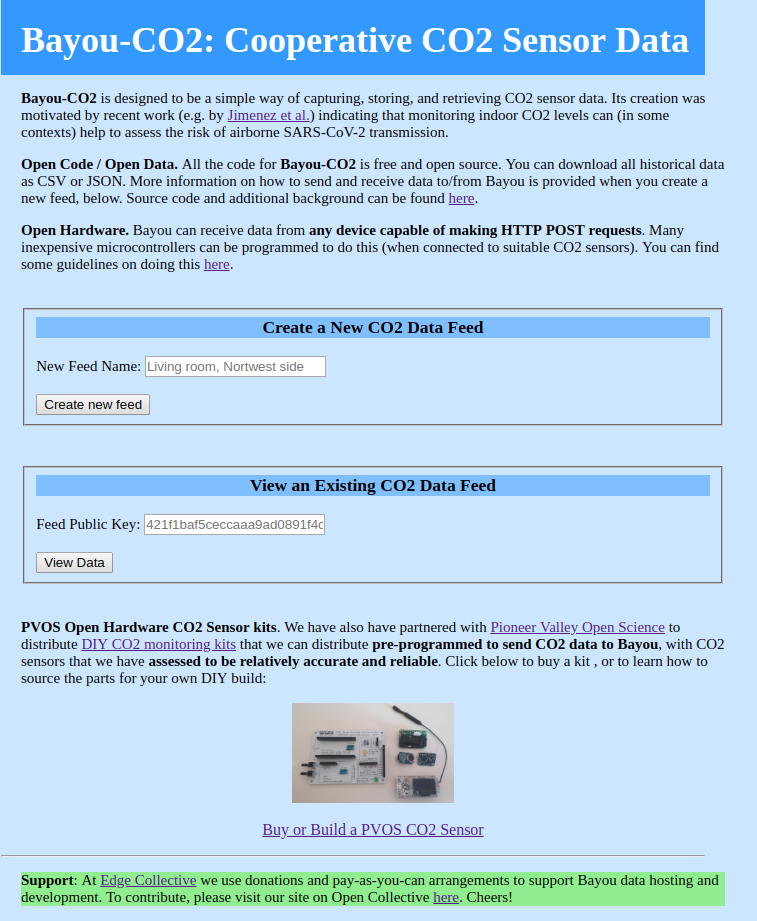 Bayou-CO2: Cooperative CO2 Sensor Data
Bayou-CO2 is designed to be a simple way of capturing, storing, and retrieving CO2 sensor data. Its creation was
motivated by recent work (e.g. by Jimenez et al.) indicating that monitoring indoor CO2 levels can (in some
contexts) help to assess the risk of airborne SARS-CoV-2 transmission.
Open Code / Open Data. All the code for Bayou-CO2 is free and open source. You can download all historical data
as CSV or JSON. More information on how to send and receive data to/from Bayou is provided when you create a
new feed, below. Source code and additional background can be found here.
Open Hardware. Bayou can receive data from any device capable of making HTTP POST requests. Many
inexpensive microcontrollers can be programmed to do this (when connected to suitable CO2 sensors). You can find
some guidelines on doing this here.
Create a New CO2 Data Feed
New Feed Name: Living room, Nortwest side
Create new feed
View an Existing CO2 Data Feed
Feed Public Key: 421f1baf5ceccaaa9ad0891f4c
View Data
PVOS Open Hardware CO2 Sensor kits. We have also have partnered with Pioneer Valley Open Science to
distribute DIY CO2 monitoring kits that we can distribute pre-programmed to send CO2 data to Bayou, with CO2
sensors that we have assessed to be relatively accurate and reliable. Click below to buy a kit , or to learn how to
source the parts for your own DIY build:
Buy or Build a PVOS CO2 Sensor
Support: At Edge Collective we use donations and pay-as-you-can arrangements to support Bayou data hosting and
development. To contribute, please visit our site on Open Collective here. Cheers!